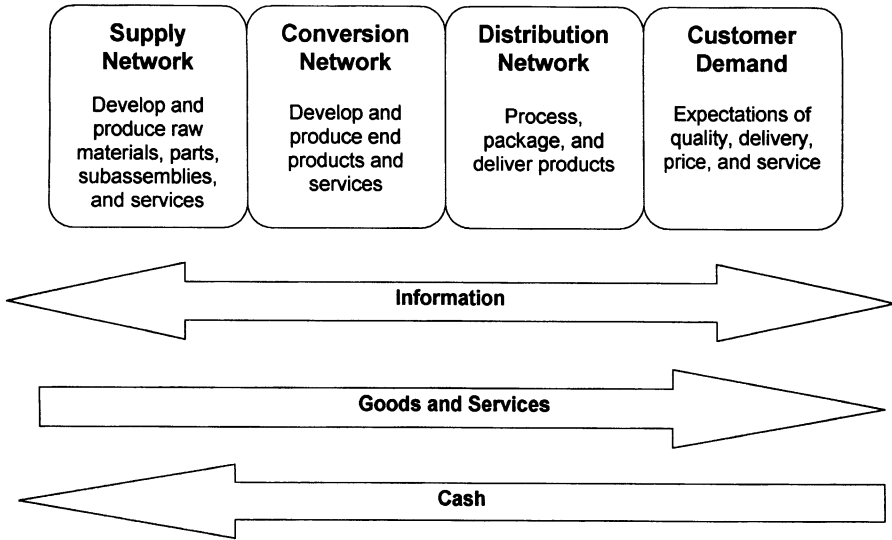 Supply
Network
Develop and
produce raw
materials, parts,
subassemblies,
and services
Conversion
Network
Develop and
produce end
products and
services
Distribution
Network
Process,
package, and
deliver products
Customer
Demand
Expectations of
quality, delivery,
price, and service
Information
Goods and Services
Cash